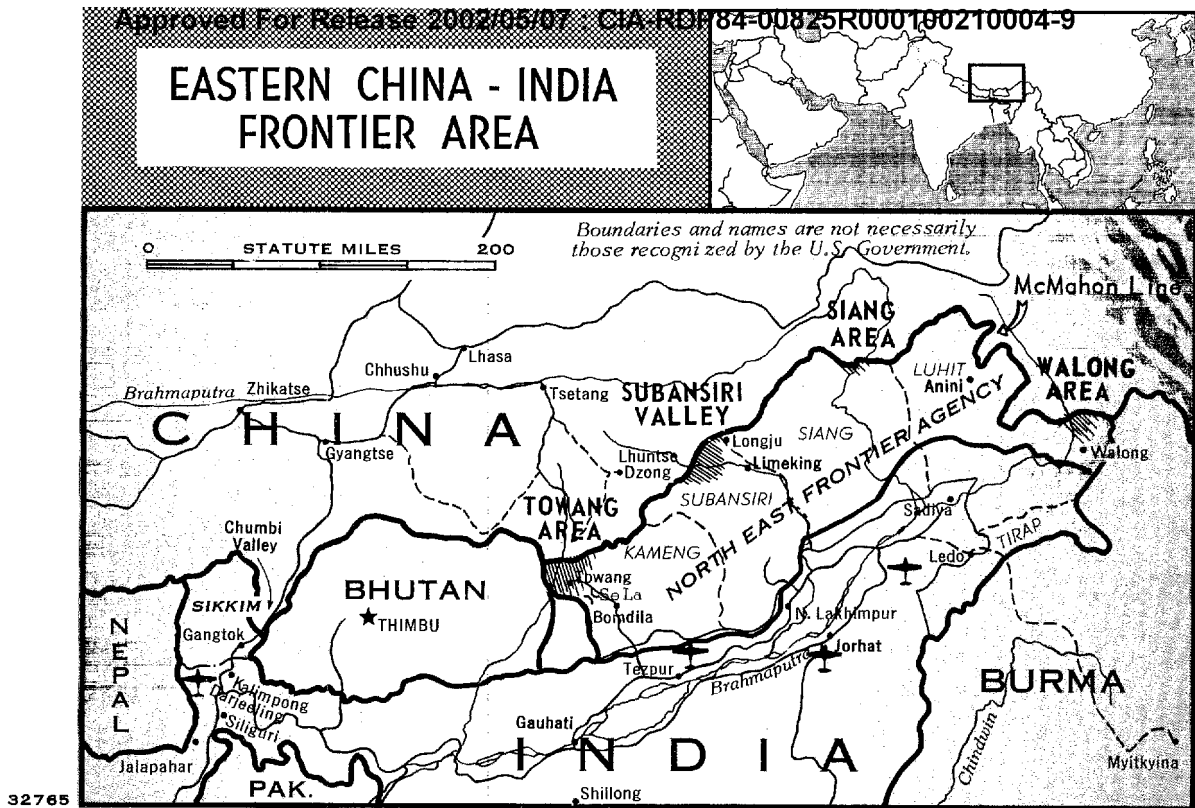 Approved For Release 2002/05/07 : CIA-RDP84-00825R000100210004-9
EASTERN CHINA - INDIA
FRONTIER AREA
0 STATUTE MILES 200
Boundaries and names are not necessarily
those recognized by the U.S. Government.
McMahon Line
SIANG
AREA
LUHIT
Anini
WALONG
AREA
Lhasa
Chhushu
Brahmaputra
Zhikatse
Tsetang
SUBANSIRI
VALLEY
CHINA
Gyangtse
Longju
SIANG
Walong
Lhuntse
Dzong
Limeking
NORTH EAST FRONTIER AGENCY
SUBANSIRI
TOWANG
AREA
Sadiya
TIRAP
Chumbi
Valley
KAMENG
Ledo
Towang
Se La
BHUTAN
Bomdila
SIKKIM
THIMBU
N. Lakhimpur
NEPAL
Gangtok
Jorhat
Tezpur
Brahmaputra
BURMA
Kalimpong
Darjeeling
Siliguri
Gauhati
INDIA
Chindwin
Jalapahar
Myitkyina
PAK.
Shillong
32765